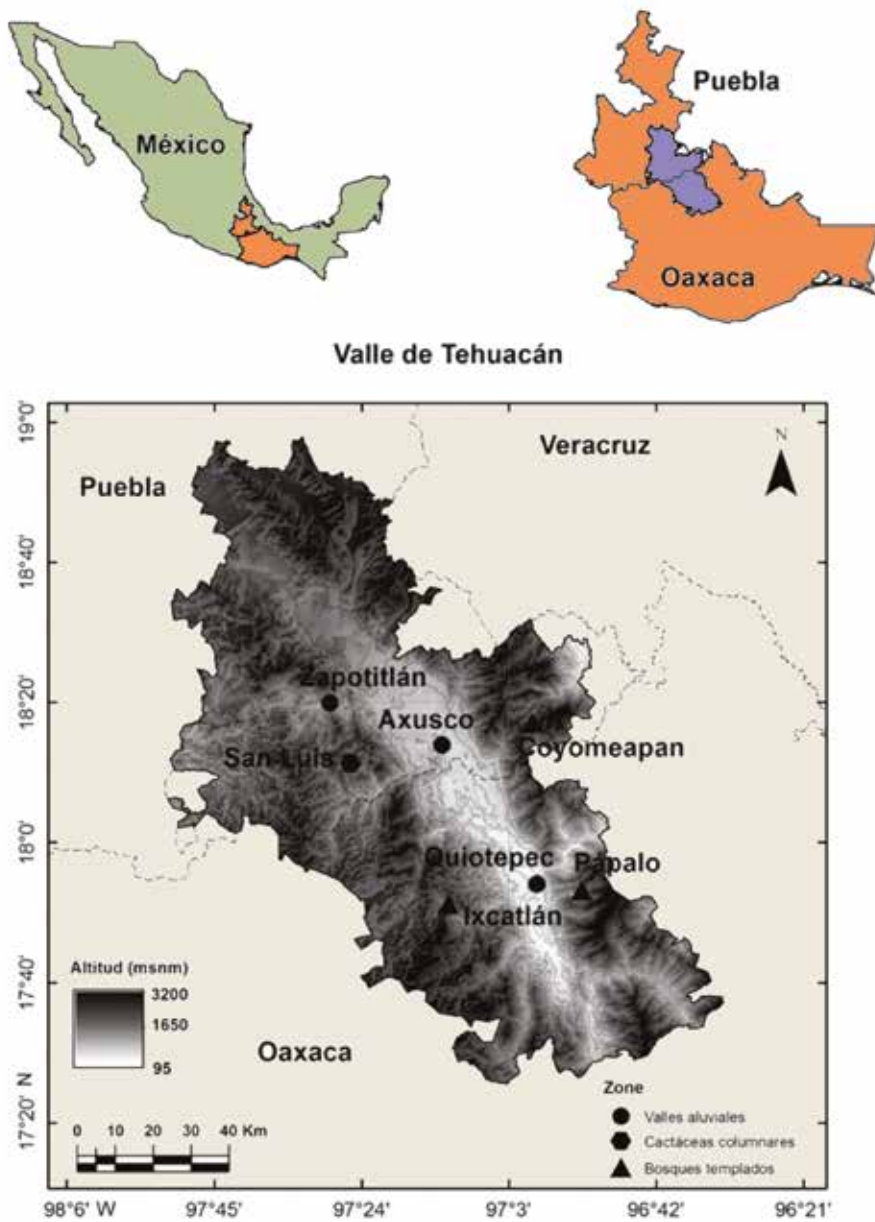 México
Puebla
Oaxaca
Valle de Tehuacán
19°0'
18°40'
18°20'
18°0'
17°40'
17°20' N
Puebla
Veracruz
N
Zapotitlán
Axusco
San Luis
Coyomeapan
Quiotepec
Pápalo
Ixcatlán
Oaxaca
Altitud (msnm)
3200
1650
95
0 10 20 30 40 Km
Zone
Valles aluviales
Cactáceas columnares
Bosques templados
98°6' W 97°45' 97°24' 97°3' 96°42' 96°21'